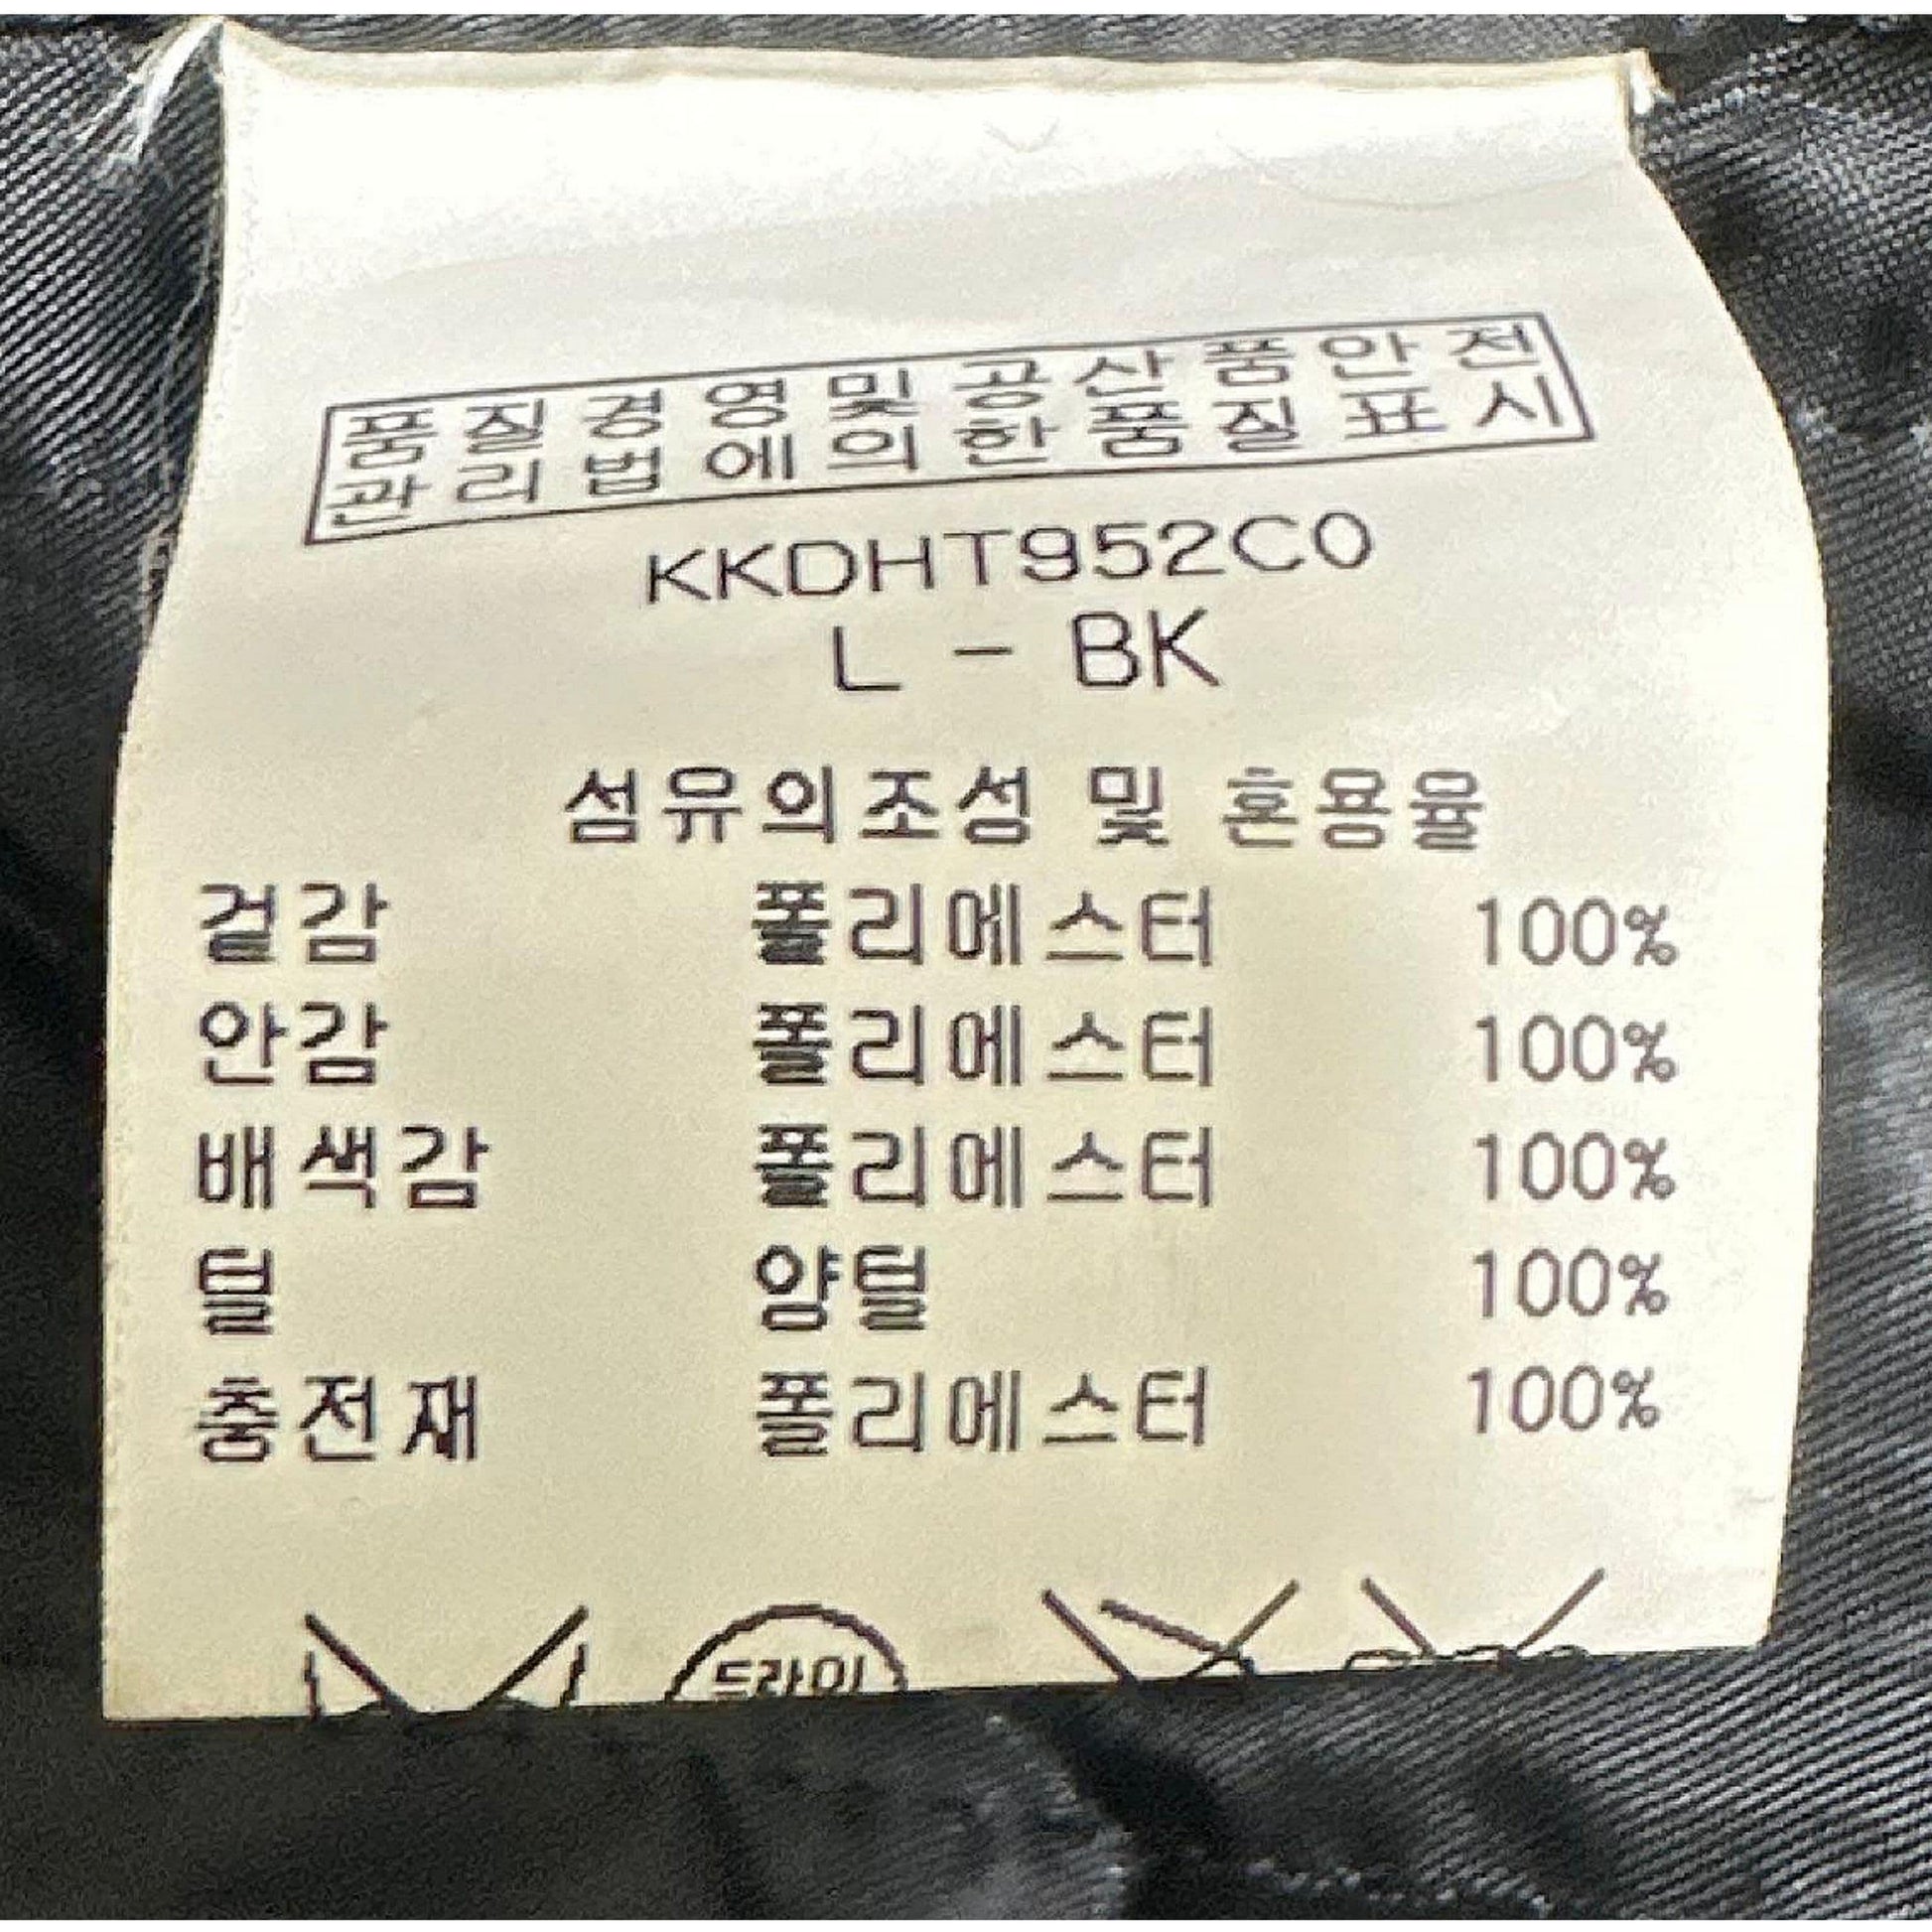 품질경영및공산품안전
관리법에의한품질표시
KKDHT952C0
L - BK
섬유의조성 및 혼용율
겉감 폴리에스터 100%
안감 폴리에스터 100%
배색감 폴리에스터 100%
털 양털 100%
충전재 폴리에스터 100%
드라이